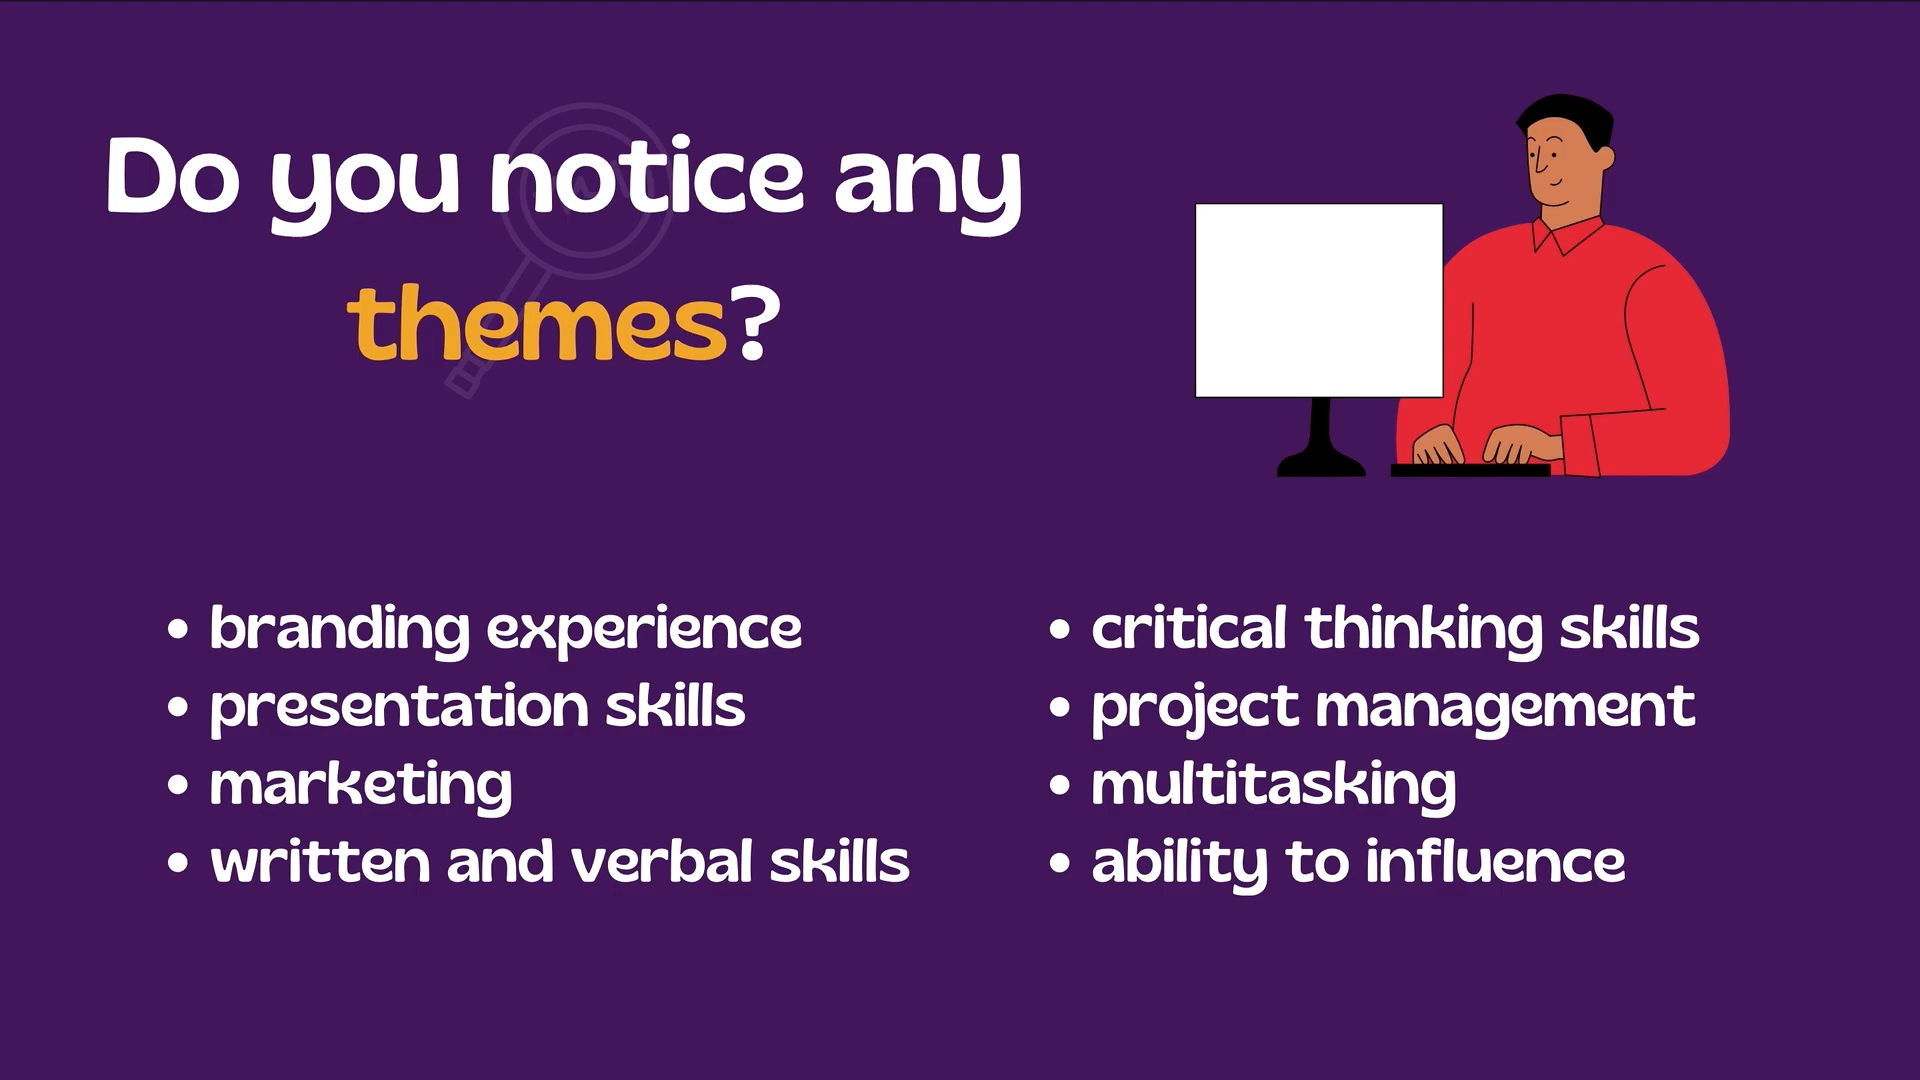 Do you notice any
themes?
• branding experience
• presentation skills
• marketing
• written and verbal skills
• critical thinking skills
• project management
• multitasking
• ability to influence